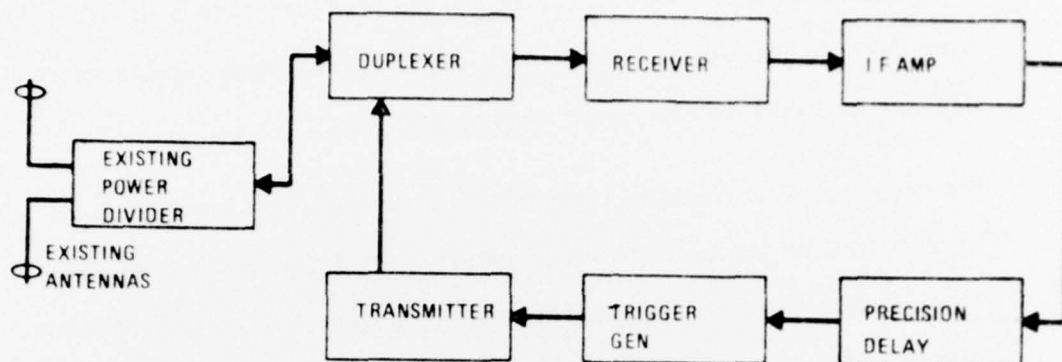 DUPLEXER
RECEIVER
I F AMP
EXISTING
POWER
DIVIDER
EXISTING
ANTENNAS
TRANSMITTER
TRIGGER
GEN
PRECISION
DELAY